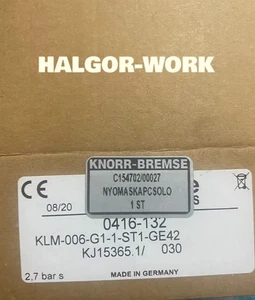 HALGOR-WORK
KNORR-BREMSE
C154702/00027
NYOMASKAPCSOLO
1 ST
CE
08/20
S
0416-132
KLM-006-G1-1-ST1-GE42
KJ15365.1/ 030
2,7 bar s
MADE IN GERMANY